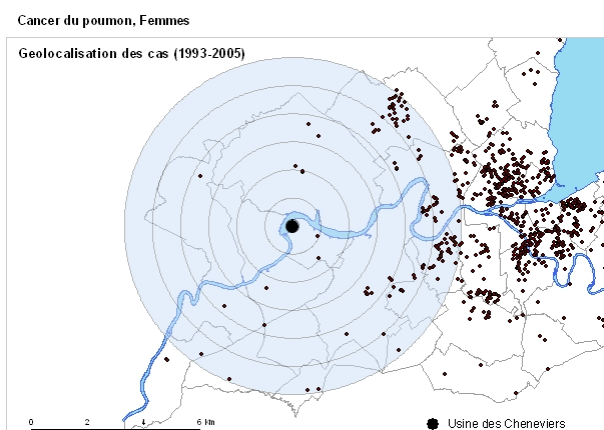 Cancer du poumon, Femmes
Geolocalisation des cas (1993-2005)
0 2 4 6 km
Usine des Cheneviers